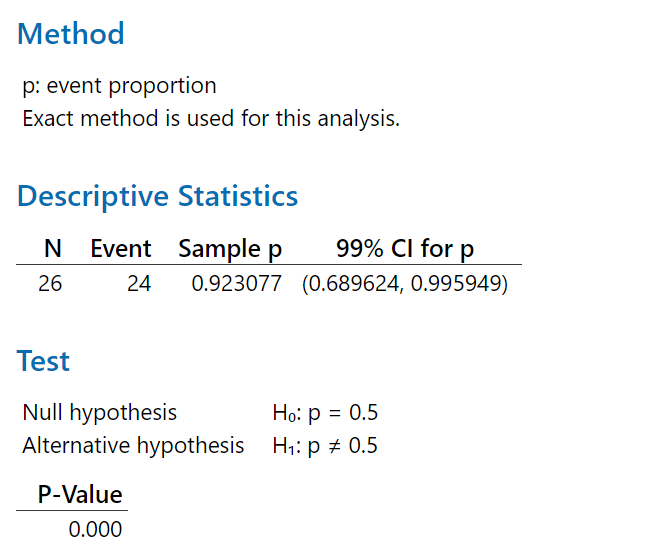 Method
p: event proportion
Exact method is used for this analysis.
Descriptive Statistics
N Event Sample p 99% CI for p
26 24 0.923077 (0.689624, 0.995949)
Test
Null hypothesis H₀: p = 0.5
Alternative hypothesis H₁: p ≠ 0.5
P-Value
0.000